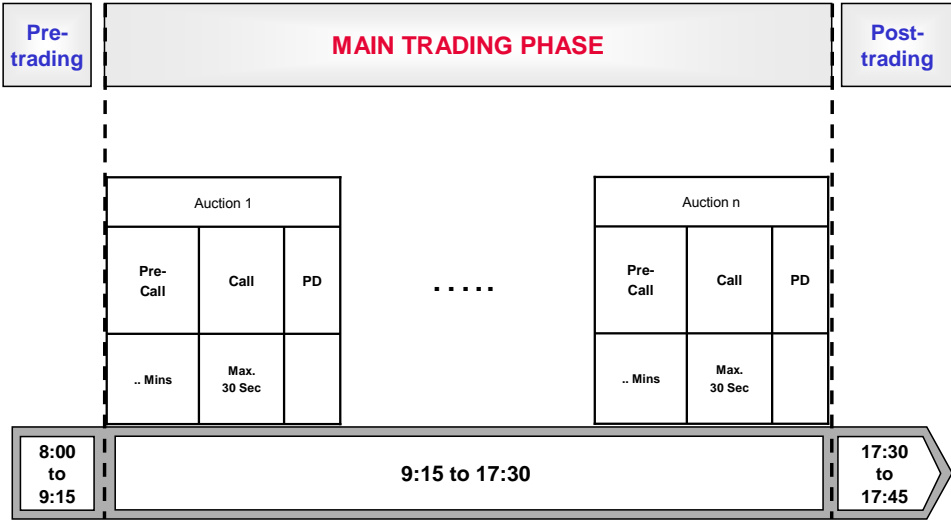 Pre-
trading
MAIN TRADING PHASE
Post-
trading
Auction 1
Pre-
Call
Call
PD
.. Mins
Max.
30 Sec
.....
Auction n
Pre-
Call
Call
PD
.. Mins
Max.
30 Sec
8:00
to
9:15
9:15 to 17:30
17:30
to
17:45